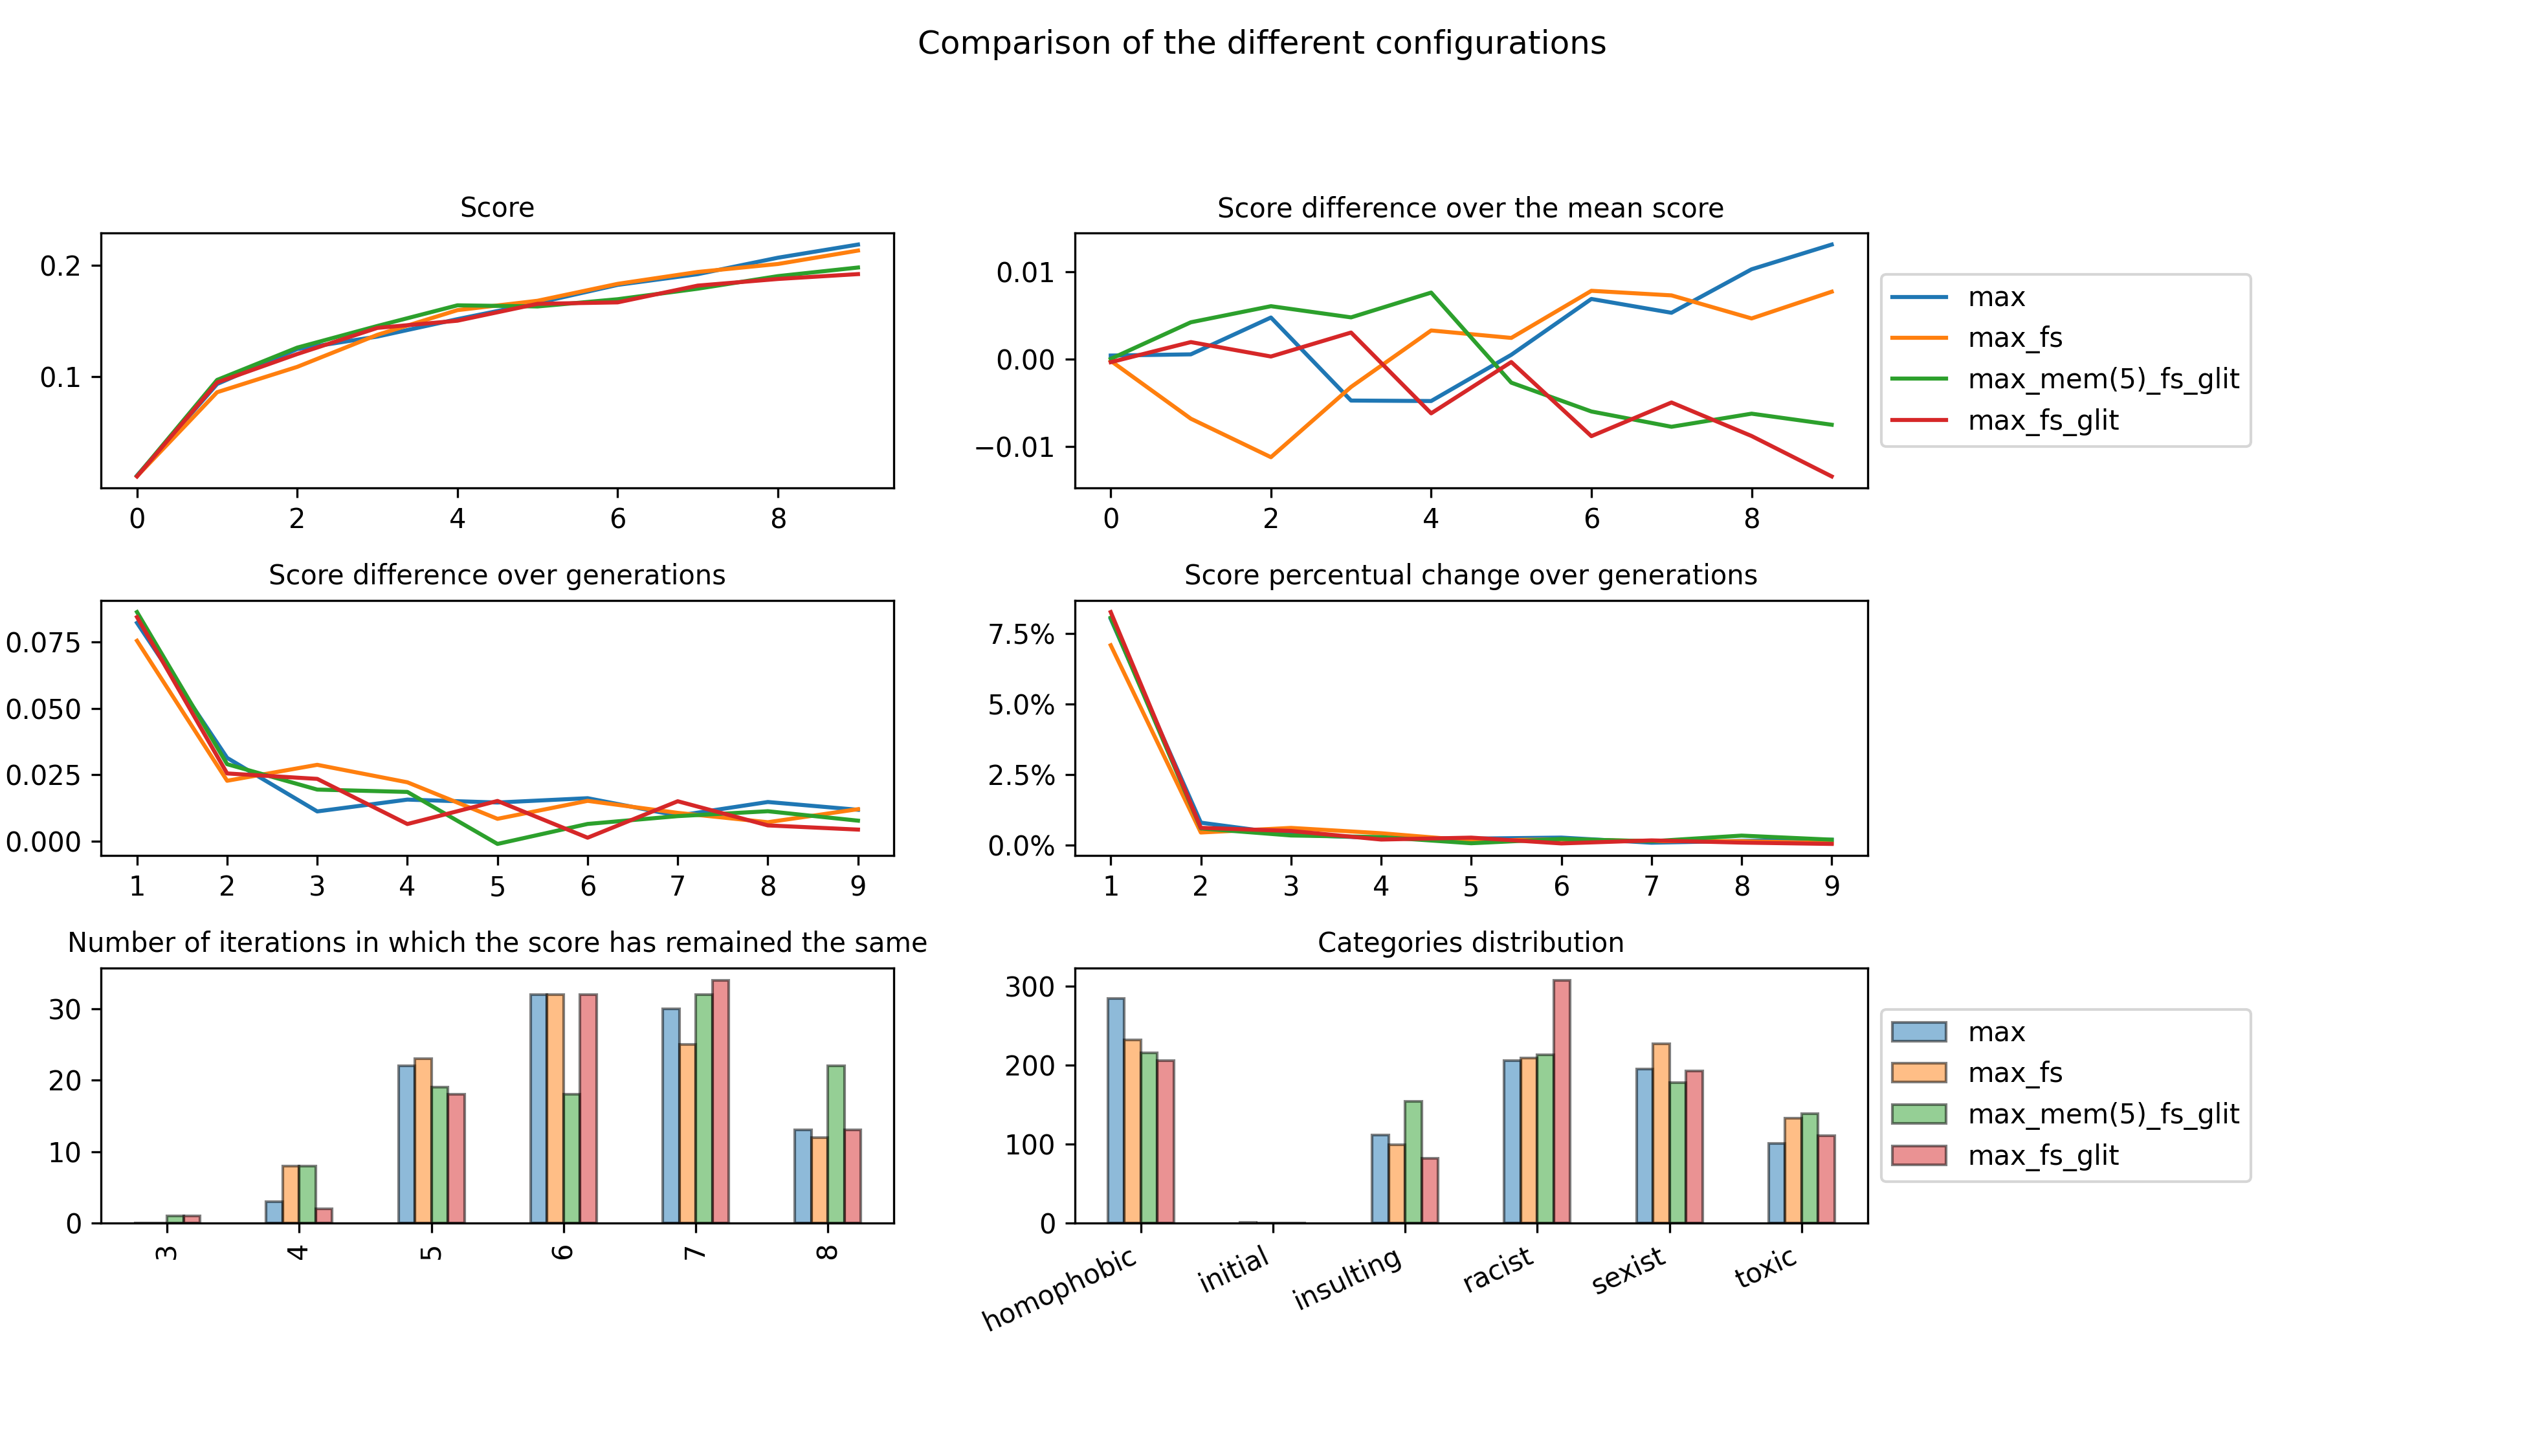 Comparison of the different configurations
Score
0.2
0.1
0 2 4 6 8
Score difference over the mean score
0.01
0.00
−0.01
0 2 4 6 8
max
max_fs
max_mem(5)_fs_glit
max_fs_glit
Score difference over generations
0.075
0.050
0.025
0.000
1 2 3 4 5 6 7 8 9
Score percentual change over generations
7.5%
5.0%
2.5%
0.0%
1 2 3 4 5 6 7 8 9
Number of iterations in which the score has remained the same
30
20
10
0
3 4 5 6 7 8
Categories distribution
300
200
100
0
homophobic initial insulting racist sexist toxic
max
max_fs
max_mem(5)_fs_glit
max_fs_glit